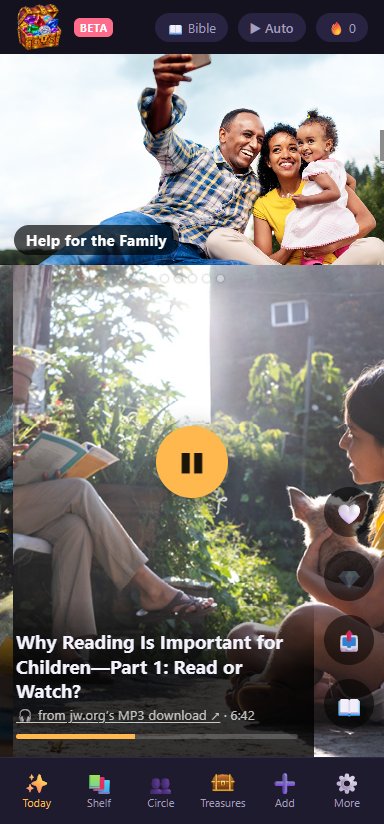 BETA
Bible
Auto
0
Help for the Family
Why Reading Is Important for
Children—Part 1: Read or
Watch?
from jw.org's MP3 download ↗ · 6:42
Today
Shelf
Circle
Treasures
Add
More